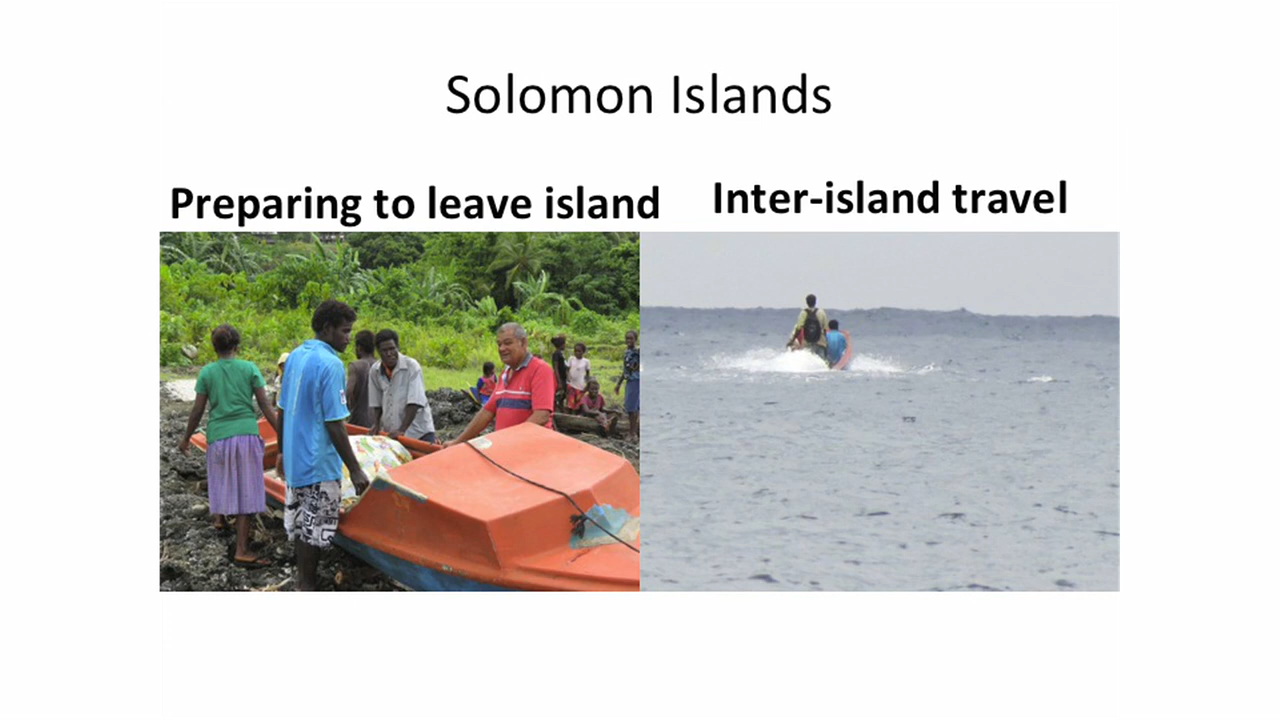 Solomon Islands
Preparing to leave island
Inter-island travel